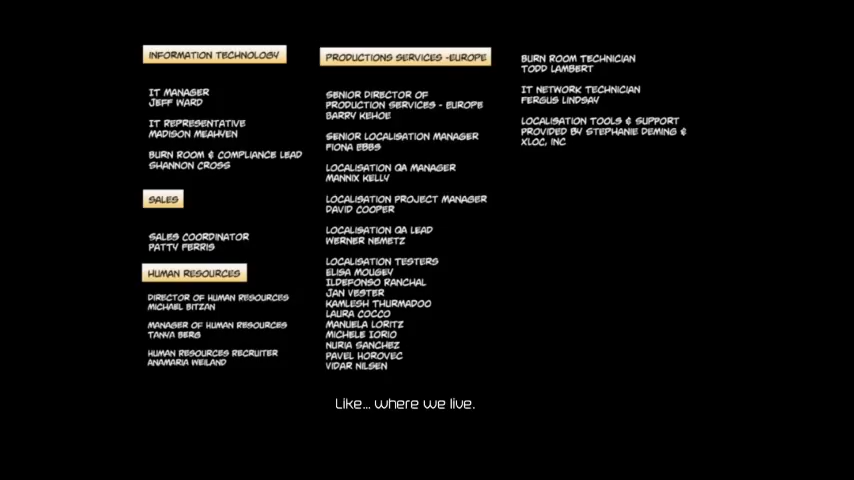 INFORMATION TECHNOLOGY
IT MANAGER
JEFF WARD
IT REPRESENTATIVE
MADISON MEAHYEN
BURN ROOM & COMPLIANCE LEAD
SHANNON CROSS
SALES
SALES COORDINATOR
PATTY FERRIS
HUMAN RESOURCES
DIRECTOR OF HUMAN RESOURCES
MICHAEL BITZAN
MANAGER OF HUMAN RESOURCES
TANYA BERG
HUMAN RESOURCES RECRUITER
ANAMARIA WEILAND
PRODUCTIONS SERVICES -EUROPE
SENIOR DIRECTOR OF
PRODUCTION SERVICES - EUROPE
BARRY KEHOE
SENIOR LOCALISATION MANAGER
FIONA EBBS
LOCALISATION QA MANAGER
MANNIX KELLY
LOCALISATION PROJECT MANAGER
DAVID COOPER
LOCALISATION QA LEAD
WERNER NEMETZ
LOCALISATION TESTERS
ELISA MOUGEY
ILDEFONSO RANCHAL
JAN VESTER
KAMLESH THURMADOO
LAURA COCCO
MANUELA LORITZ
MICHELE IORIO
NURIA SANCHEZ
PAVEL HOROVEC
VIDAR NILSEN
BURN ROOM TECHNICIAN
TODD LAMBERT
IT NETWORK TECHNICIAN
FERGUS LINDSAY
LOCALISATION TOOLS & SUPPORT
PROVIDED BY STEPHANIE DEMING &
XLOC, INC
Like... where we live.